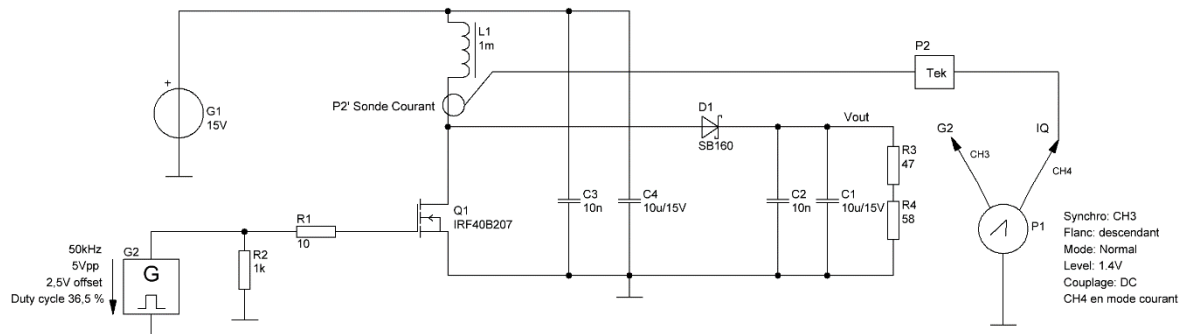 L1
1m
P2
Tek
+
P2' Sonde Courant
G1
15V
D1
SB160
Vout
G2
IQ
CH3
CH4
R3
47
C3
10n
C4
10u/15V
C2
10n
C1
10u/15V
R4
58
Q1
IRF40B207
R1
10
P1
Synchro: CH3
Flanc: descendant
Mode: Normal
Level: 1.4V
Couplage: DC
CH4 en mode courant
50kHz
5Vpp
2,5V offset
Duty cycle 36,5 %
G2
G
R2
1k